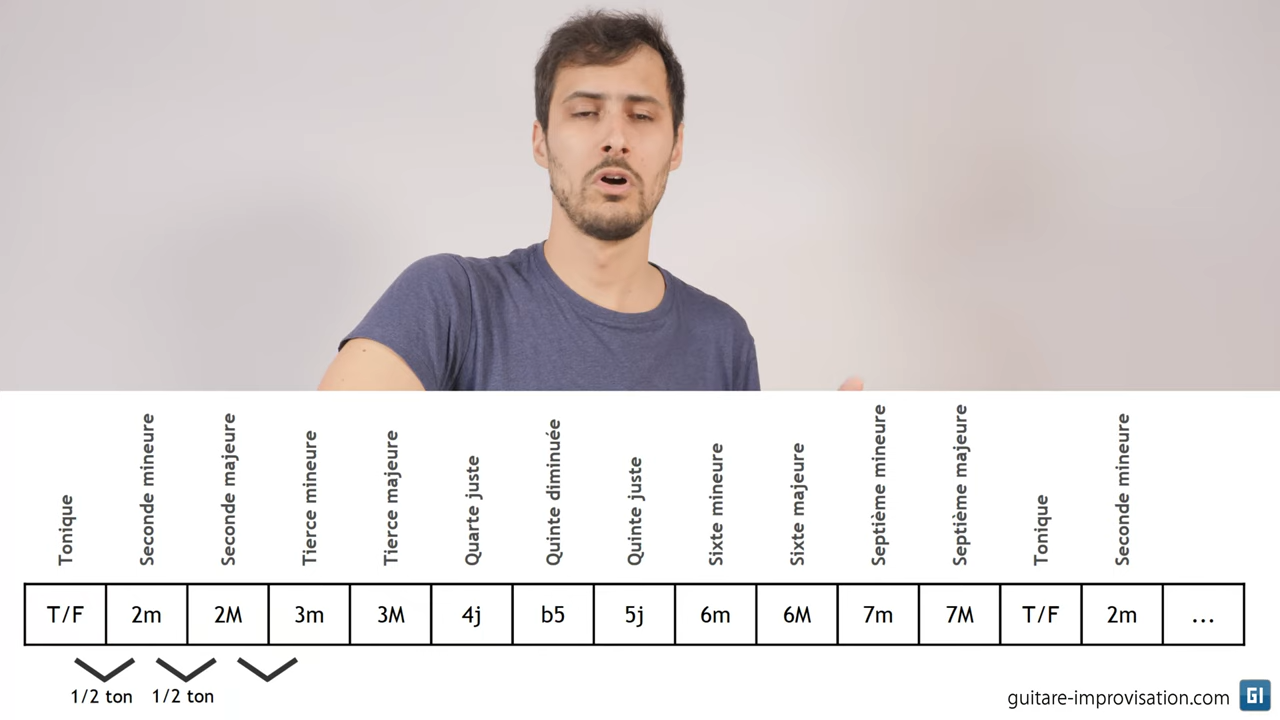 Tonique
Seconde mineure
Seconde majeure
Tierce mineure
Tierce majeure
Quarte juste
Quinte diminuée
Quinte juste
Sixte mineure
Sixte majeure
Septième mineure
Septième majeure
Tonique
Seconde mineure
T/F 2m 2M 3m 3M 4j b5 5j 6m 6M 7m 7M T/F 2m ...
1/2 ton 1/2 ton
guitare-improvisation.com GI